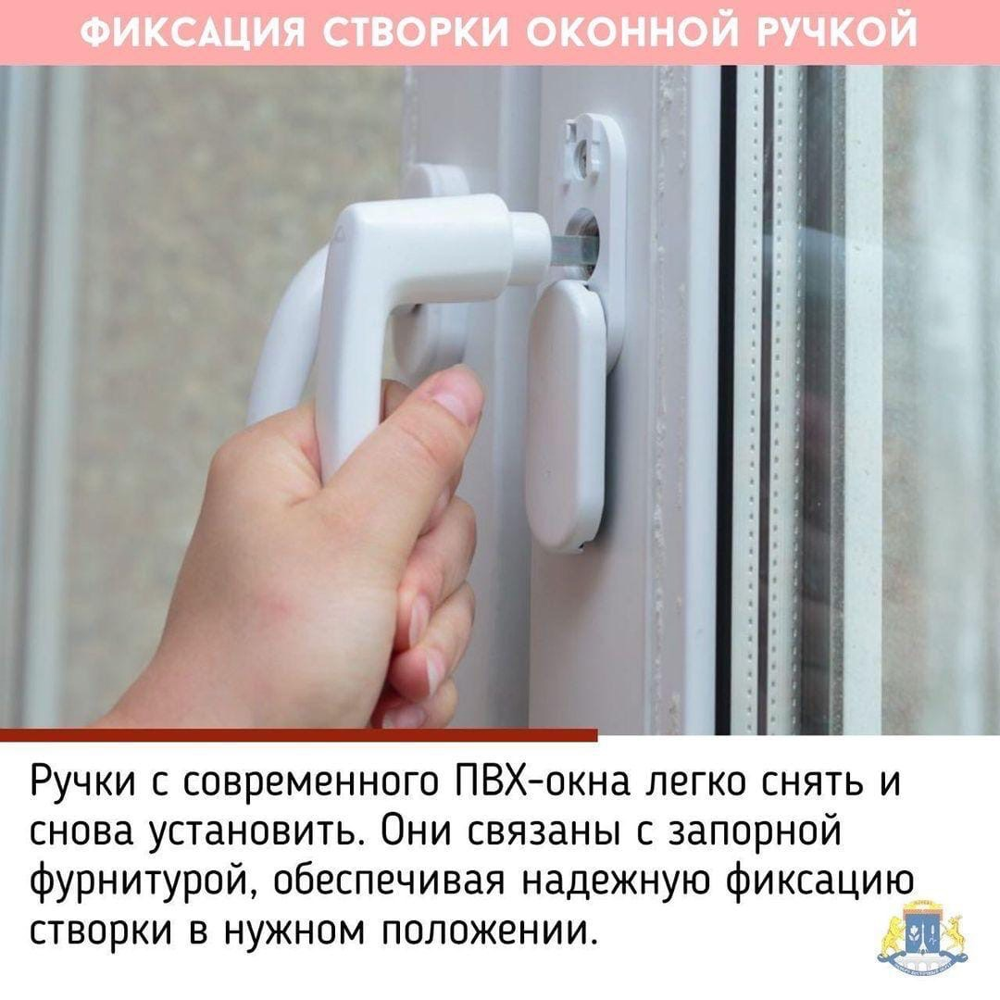 ФИКСАЦИЯ СТВОРКИ ОКОННОЙ РУЧКОЙ
Ручки с современного ПВХ-окна легко снять и
снова установить. Они связаны с запорной
фурнитурой, обеспечивая надежную фиксацию
створки в нужном положении.